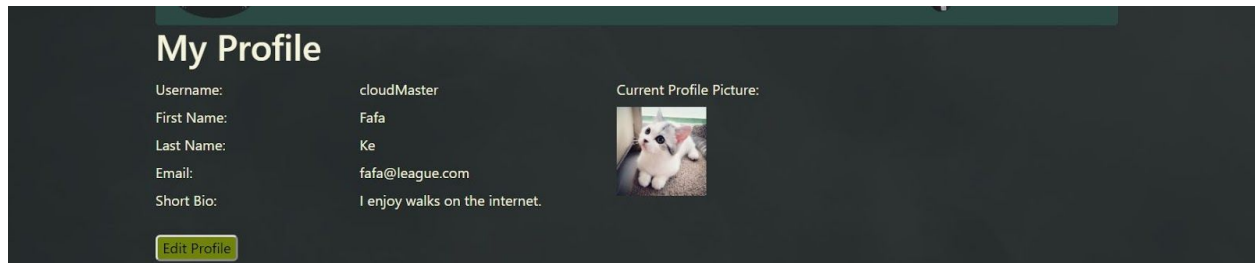 My Profile
Username: cloudMaster Current Profile Picture:
First Name: Fafa
Last Name: Ke
Email: fafa@league.com
Short Bio: I enjoy walks on the internet.
Edit Profile